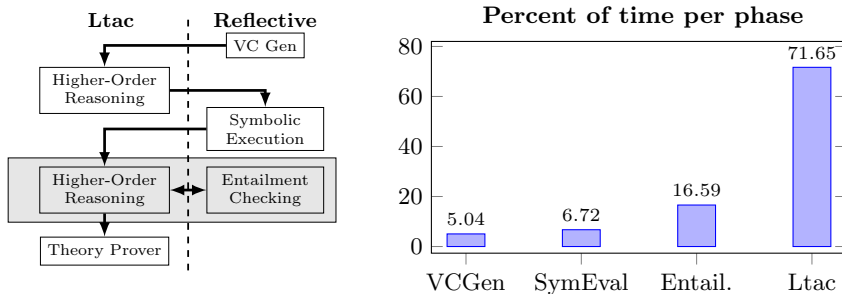 Ltac
Reflective
VC Gen
Higher-Order
Reasoning
Symbolic
Execution
Higher-Order
Reasoning
Entailment
Checking
Theory Prover
Percent of time per phase
80
60
40
20
0
5.04
6.72
16.59
71.65
VCGen
SymEval
Entail.
Ltac